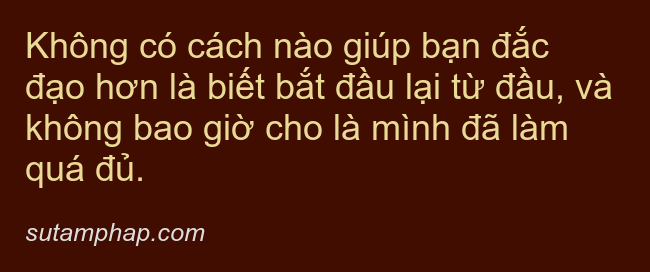 Không có cách nào giúp bạn đắc
đạo hơn là biết bắt đầu lại từ đầu, và
không bao giờ cho là mình đã làm
quá đủ.
sutamphap.com